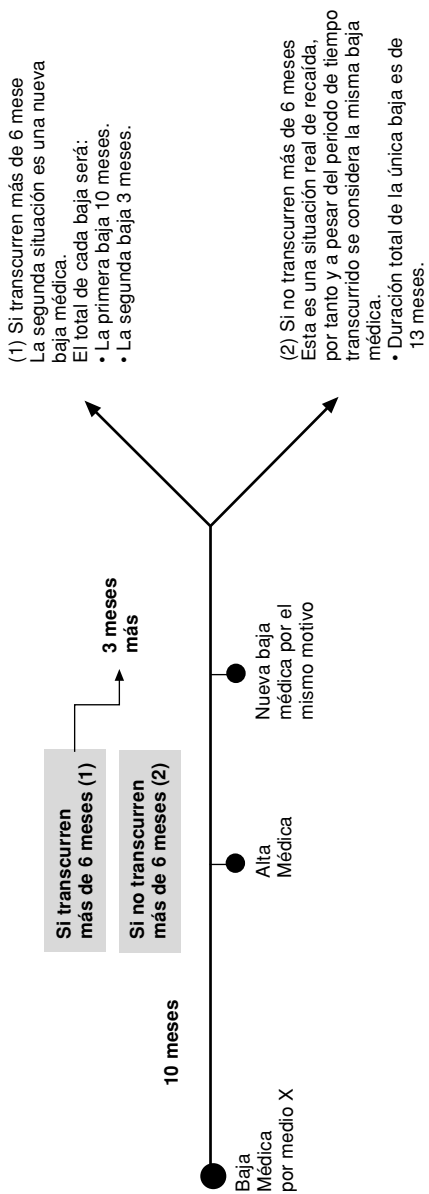 Baja
Médica
por medio X
10 meses
Si transcurren
más de 6 meses (1)
Si no transcurren
más de 6 meses (2)
Alta
Médica
3 meses
más
Nueva baja
médica por el
mismo motivo
(1) Si transcurren más de 6 mese
La segunda situación es una nueva
baja médica.
El total de cada baja será:
• La primera baja 10 meses.
• La segunda baja 3 meses.
(2) Si no transcurren más de 6 meses
Esta es una situación real de recaída,
por tanto y a pesar del periodo de tiempo
transcurrido se considera la misma baja
médica.
• Duración total de la única baja es de
13 meses.